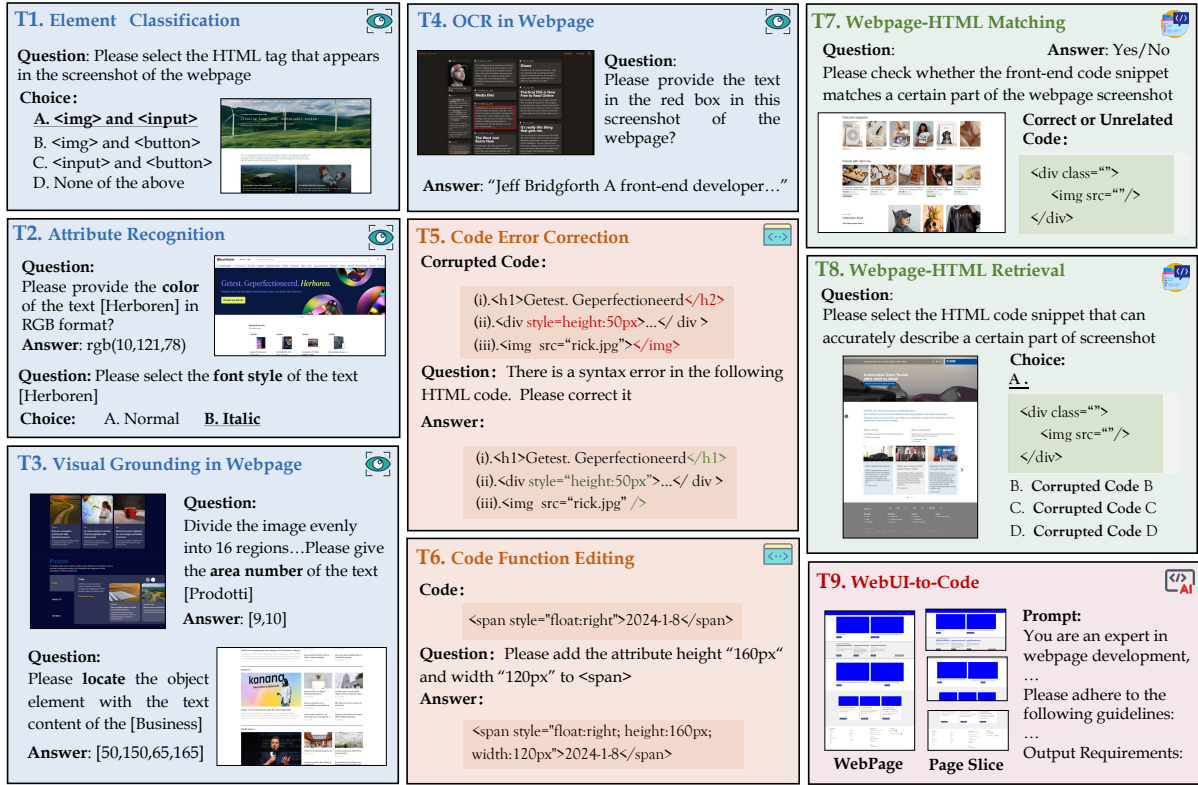 T1. Element Classification
Question: Please select the HTML tag that appears
in the screenshot of the webpage
Choice:
A. <img> and <input>
B. <img> and <button>
C. <input> and <button>
D. None of the above
T2. Attribute Recognition
Question:
Please provide the color
of the text [Herboren] in
RGB format?
Answer: rgb(10,121,78)
Getest. Geperfectioneerd. Herboren.
Question: Please select the font style of the text
[Herboren]
Choice: A. Normal B. Italic
T3. Visual Grounding in Webpage
Prodotti
Question:
Divide the image evenly
into 16 regions…Please give
the area number of the text
[Prodotti]
Answer: [9,10]
Question:
Please locate the object
element with the text
content of the [Business]
Answer: [50,150,65,165]
kanana
T4. OCR in Webpage
Question:
Please provide the text
in the red box in this
screenshot of the
webpage?
Answer: “Jeff Bridgforth A front-end developer…”
T5. Code Error Correction
Corrupted Code:
(i).<h1>Getest. Geperfectioneerd</h2>
(ii).<div style=height:50px>...</ div >
(iii).<img src=“rick.jpg”></img>
Question: There is a syntax error in the following
HTML code. Please correct it
Answer:
(i).<h1>Getest. Geperfectioneerd</h1>
(ii).<div style=“height:50px”>...</ div >
(iii).<img src=“rick.jpg” />
T6. Code Function Editing
Code:
<span style="float:right">2024-1-8</span>
Question: Please add the attribute height “160px“
and width “120px” to <span>
Answer:
<span style="float:right; height:160px;
width:120px">2024-1-8</span>
T7. Webpage-HTML Matching
Question: Answer: Yes/No
Please check whether the front-end code snippet
matches a certain part of the webpage screenshot
Correct or Unrelated
Code:
<div class=“”>
<img src=“”/>
</div>
T8. Webpage-HTML Retrieval
Question:
Please select the HTML code snippet that can
accurately describe a certain part of screenshot
Choice:
A .
<div class=“”>
<img src=“”/>
</div>
B. Corrupted Code B
C. Corrupted Code C
D. Corrupted Code D
T9. WebUI-to-Code
</>
AI
Prompt:
You are an expert in
webpage development,
…
Please adhere to the
following guidelines:
…
Output Requirements:
WebPage Page Slice